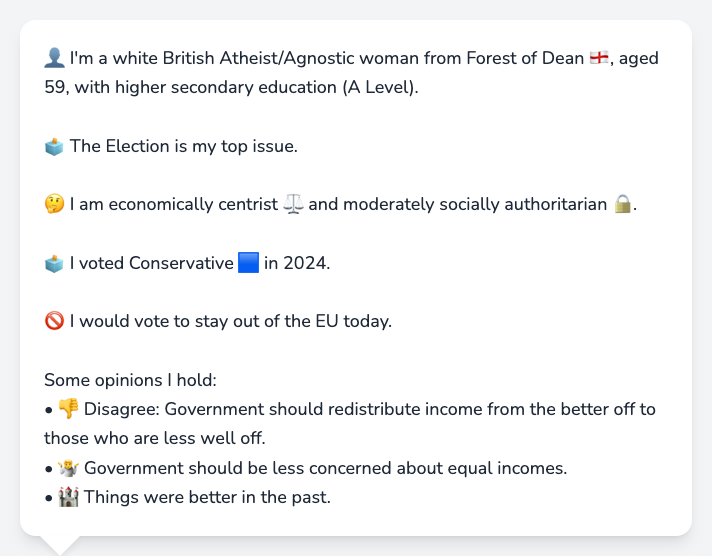 👤 I'm a white British Atheist/Agnostic woman from Forest of Dean 🏴󠁧󠁢󠁥󠁮󠁧󠁿, aged
59, with higher secondary education (A Level).
🗳️ The Election is my top issue.
🤔 I am economically centrist ⚖️ and moderately socially authoritarian 🔒.
🗳️ I voted Conservative 🟦 in 2024.
🚫 I would vote to stay out of the EU today.
Some opinions I hold:
• 👎 Disagree: Government should redistribute income from the better off to
those who are less well off.
• 🤷 Government should be less concerned about equal incomes.
• 🏰 Things were better in the past.